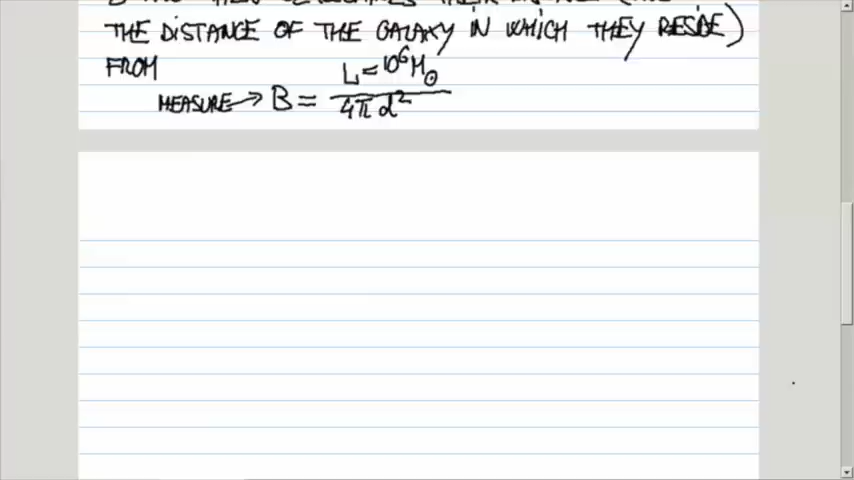 THE DISTANCE OF THE GALAXY IN WHICH THEY RESIDE)
FROM
MEASURE → B = L=10⁶M⊙ / 4πd²